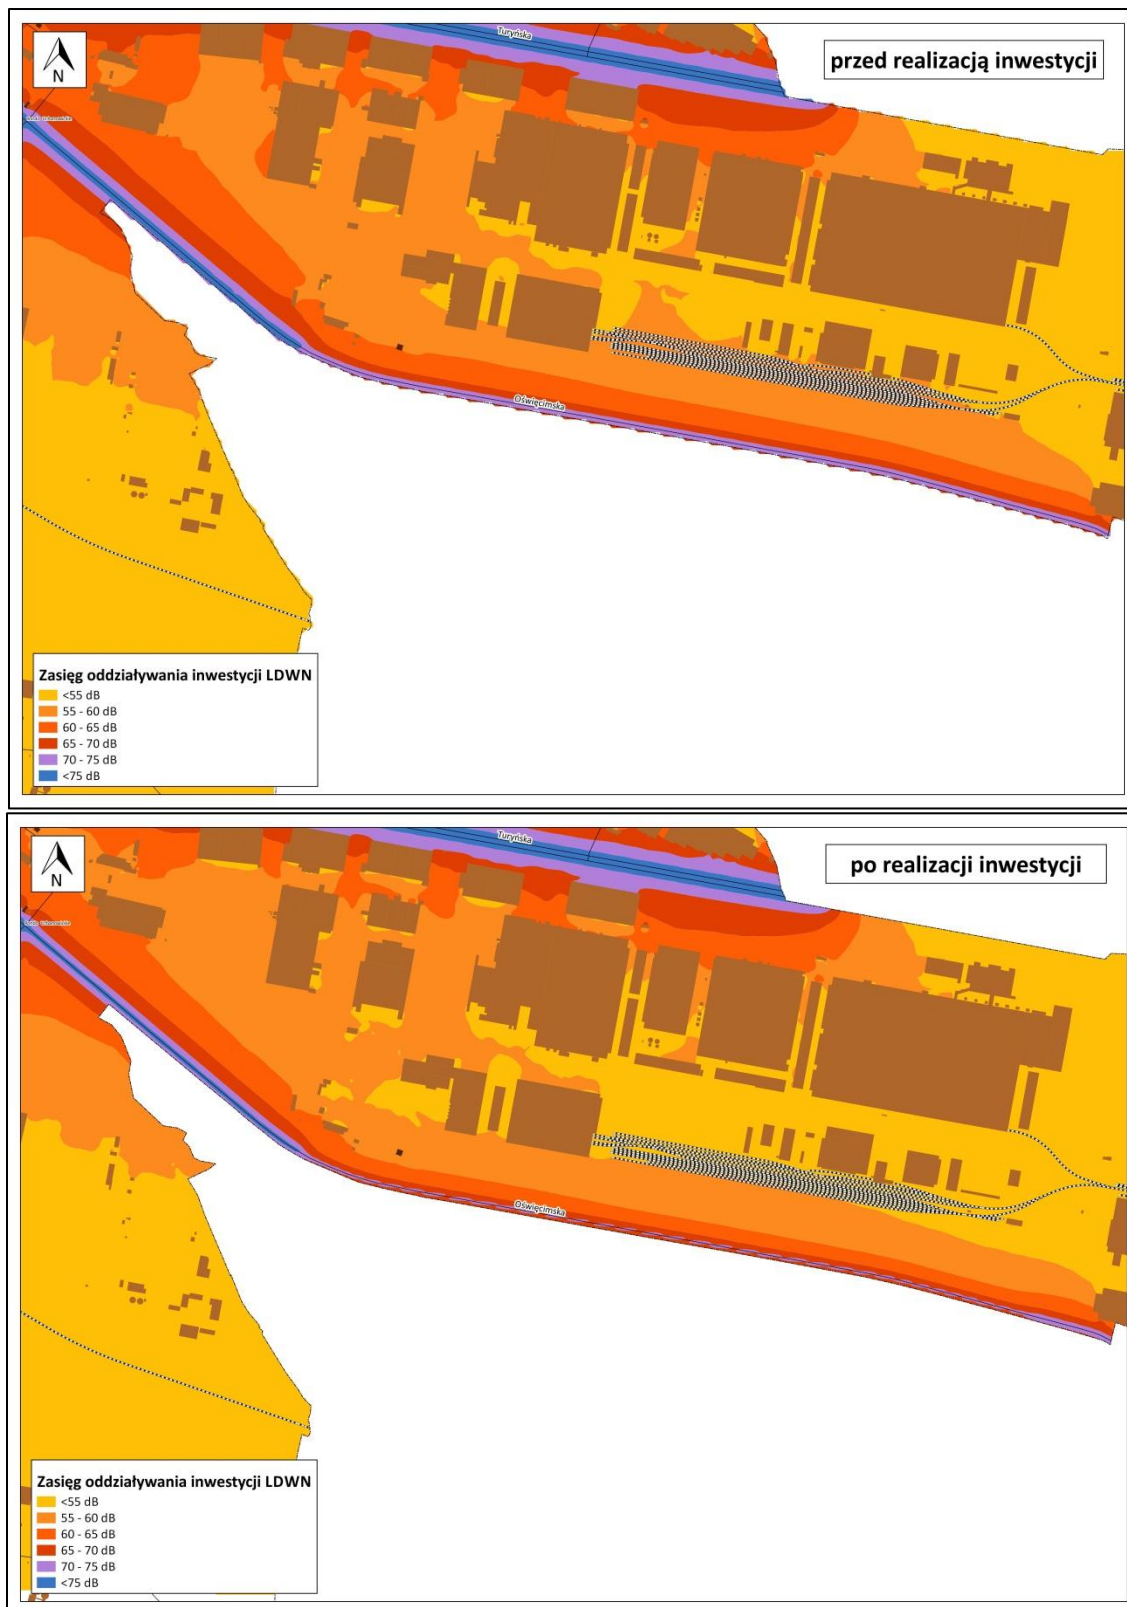 Turyńska
przed realizacją inwestycji
N
Oświęcimska
Zasięg oddziaływania inwestycji LDWN
<55 dB
55 - 60 dB
60 - 65 dB
65 - 70 dB
70 - 75 dB
<75 dB
Turyńska
po realizacji inwestycji
N
Oświęcimska
Zasięg oddziaływania inwestycji LDWN
<55 dB
55 - 60 dB
60 - 65 dB
65 - 70 dB
70 - 75 dB
<75 dB